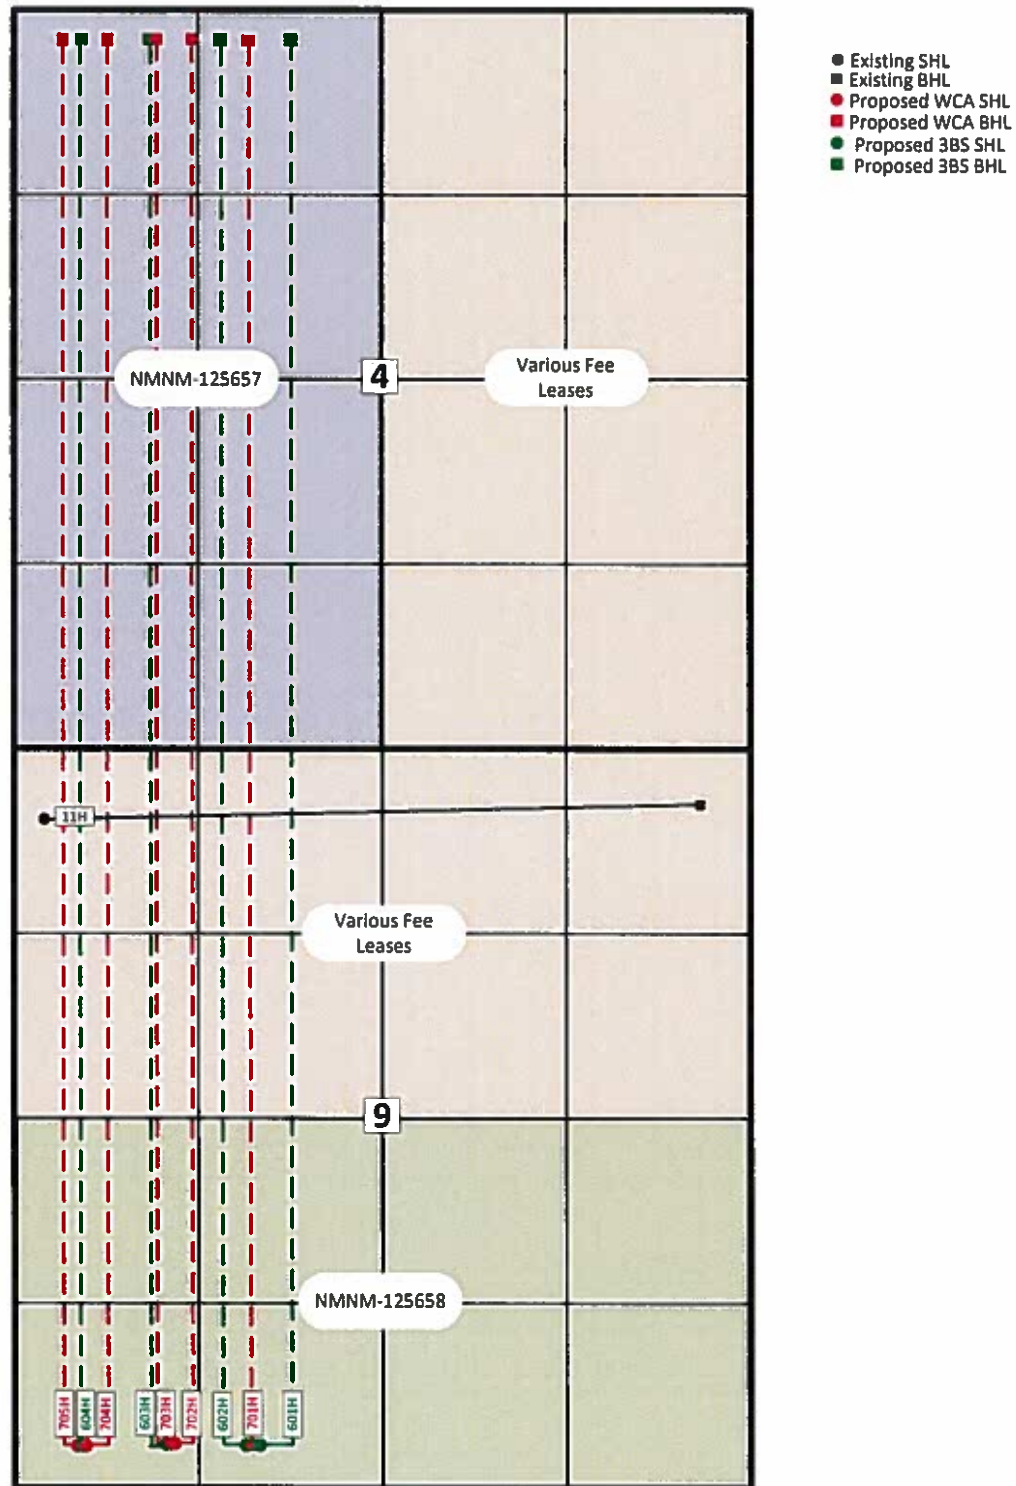 Existing SHL
Existing BHL
Proposed WCA SHL
Proposed WCA BHL
Proposed 3BS SHL
Proposed 3BS BHL
NMNM-125657
4
Various Fee
Leases
11H
Various Fee
Leases
9
NMNM-125658
705H
604H
704H
603H
703H
702H
602H
701H
601H